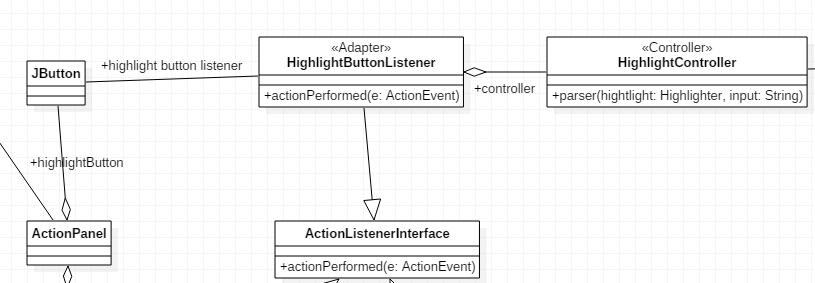 «Adapter»
HighlightButtonListener
+actionPerformed(e: ActionEvent)
«Controller»
HighlightController
+parser(hightlight: Highlighter, input: String)
JButton
+highlight button listener
+controller
+highlightButton
ActionPanel
ActionListenerInterface
+actionPerformed(e: ActionEvent)